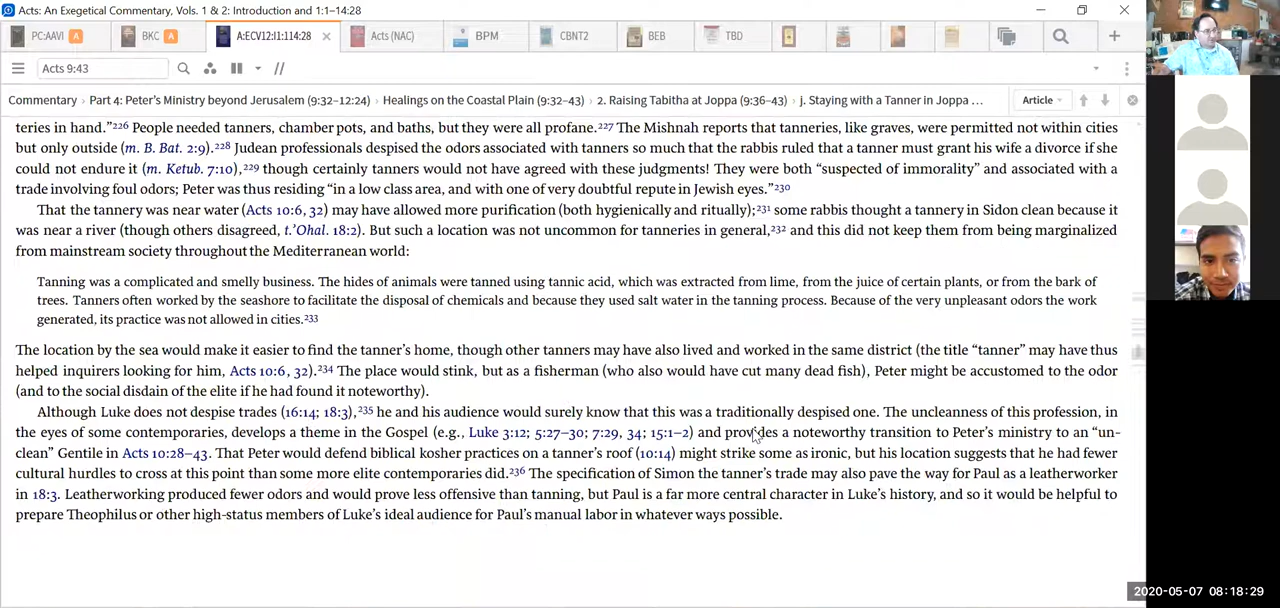 Acts: An Exegetical Commentary, Vols. 1 & 2: Introduction and 1:1–14:28
PC:AAVI A BKC A A:ECV12:I1:114:28 × Acts (NAC) BPM CBNT2 BEB TBD
Acts 9:43
Commentary › Part 4: Peter's Ministry beyond Jerusalem (9:32–12:24) › Healings on the Coastal Plain (9:32–43) › 2. Raising Tabitha at Joppa (9:36–43) › j. Staying with a Tanner in Joppa … Article
teries in hand.”226 People needed tanners, chamber pots, and baths, but they were all profane.227 The Mishnah reports that tanneries, like graves, were permitted not within cities
but only outside (m. B. Bat. 2:9).228 Judean professionals despised the odors associated with tanners so much that the rabbis ruled that a tanner must grant his wife a divorce if she
could not endure it (m. Ketub. 7:10),229 though certainly tanners would not have agreed with these judgments! They were both “suspected of immorality” and associated with a
trade involving foul odors; Peter was thus residing “in a low class area, and with one of very doubtful repute in Jewish eyes.”230
That the tannery was near water (Acts 10:6, 32) may have allowed more purification (both hygienically and ritually);231 some rabbis thought a tannery in Sidon clean because it
was near a river (though others disagreed, t.’Ohal. 18:2). But such a location was not uncommon for tanneries in general,232 and this did not keep them from being marginalized
from mainstream society throughout the Mediterranean world:
Tanning was a complicated and smelly business. The hides of animals were tanned using tannic acid, which was extracted from lime, from the juice of certain plants, or from the bark of
trees. Tanners often worked by the seashore to facilitate the disposal of chemicals and because they used salt water in the tanning process. Because of the very unpleasant odors the work
generated, its practice was not allowed in cities.233
The location by the sea would make it easier to find the tanner's home, though other tanners may have also lived and worked in the same district (the title “tanner” may have thus
helped inquirers looking for him, Acts 10:6, 32).234 The place would stink, but as a fisherman (who also would have cut many dead fish), Peter might be accustomed to the odor
(and to the social disdain of the elite if he had found it noteworthy).
Although Luke does not despise trades (16:14; 18:3),235 he and his audience would surely know that this was a traditionally despised one. The uncleanness of this profession, in
the eyes of some contemporaries, develops a theme in the Gospel (e.g., Luke 3:12; 5:27–30; 7:29, 34; 15:1–2) and provides a noteworthy transition to Peter's ministry to an “un-
clean” Gentile in Acts 10:28–43. That Peter would defend biblical kosher practices on a tanner's roof (10:14) might strike some as ironic, but his location suggests that he had fewer
cultural hurdles to cross at this point than some more elite contemporaries did.236 The specification of Simon the tanner's trade may also pave the way for Paul as a leatherworker
in 18:3. Leatherworking produced fewer odors and would prove less offensive than tanning, but Paul is a far more central character in Luke's history, and so it would be helpful to
prepare Theophilus or other high-status members of Luke's ideal audience for Paul's manual labor in whatever ways possible.
2020-05-07 08:18:29